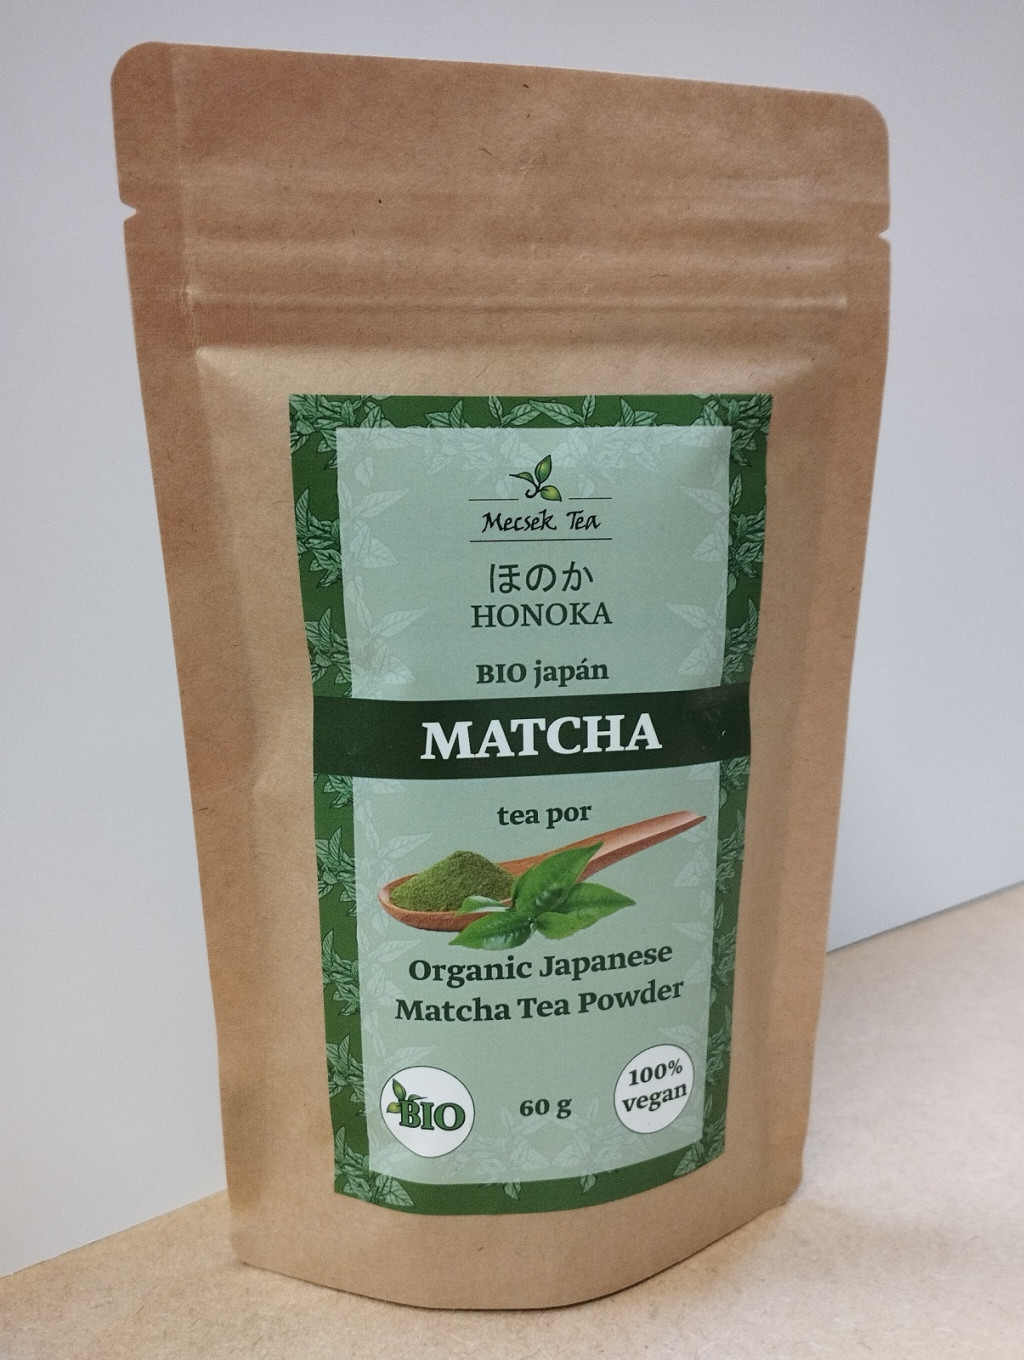 Mecsek Tea
ほのか
HONOKA
BIO japán
MATCHA
tea por
Organic Japanese
Matcha Tea Powder
BIO
60 g
100%
vegan